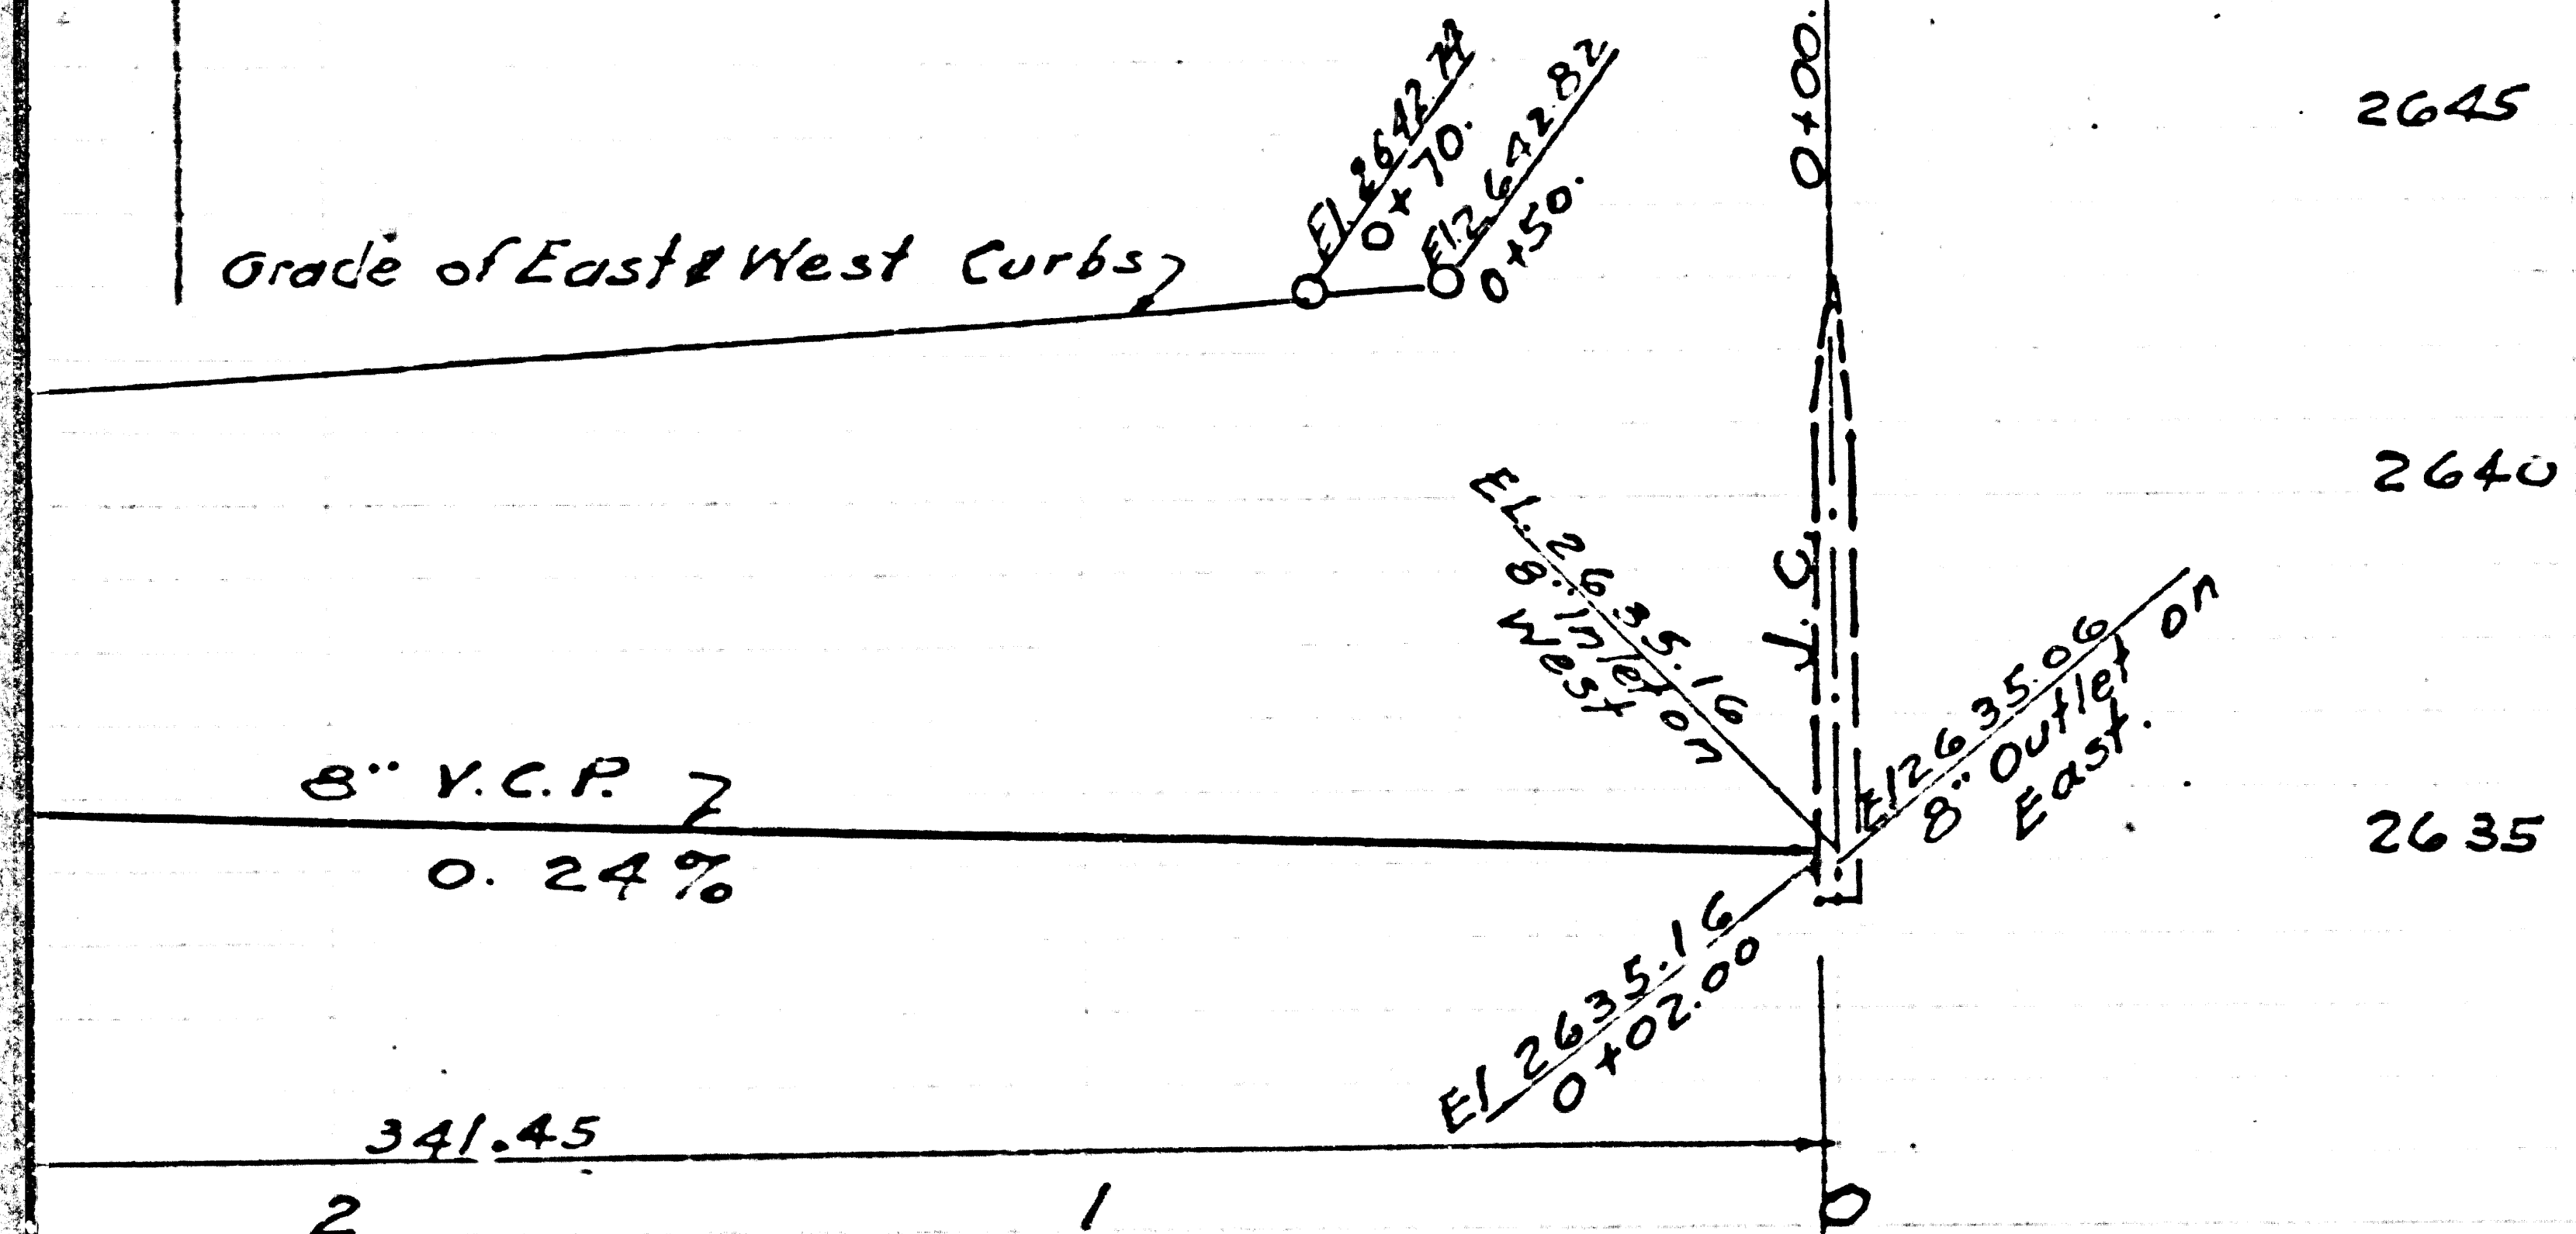 El. 2642.74
0+70.
El. 2642.82
0+50.
0+00.
2645
Grade of East & West Curbs
2640
El. 2635.16
8" Inlet on
West
J.C.
El 2635.06
8" Outlet on
East.
8" V.C.P.
0.24%
2635
El 2635.16
0+02.00
341.45
2
1
0